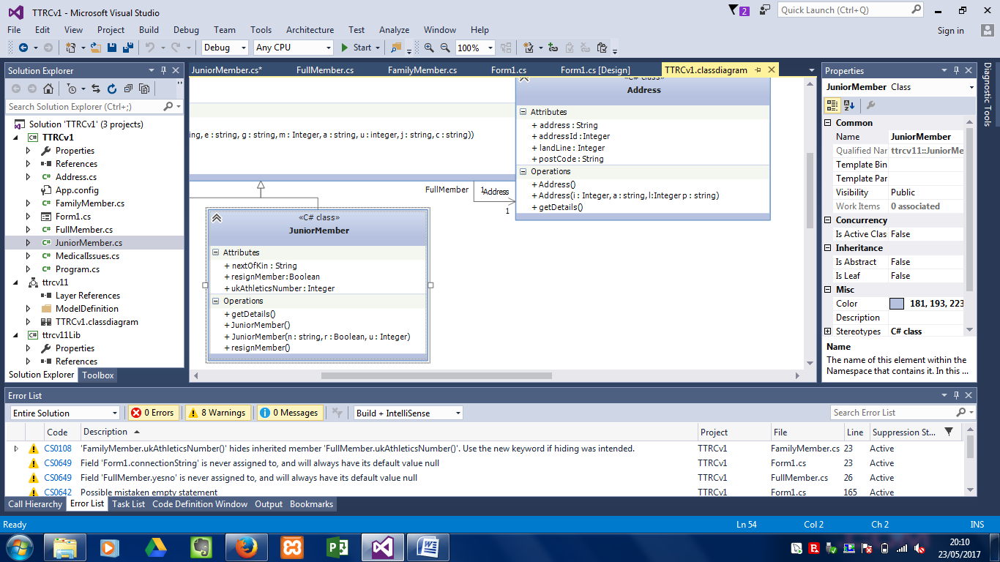 TTRCv1 - Microsoft Visual Studio
2
Quick Launch (Ctrl+Q)
File Edit View Project Build Debug Team Tools Architecture Test Analyze Window Help
Sign in
Debug Any CPU Start 100%
Solution Explorer
Search Solution Explorer (Ctrl+;)
Solution 'TTRCv1' (3 projects)
TTRCv1
Properties
References
Address.cs
App.config
FamilyMember.cs
Form1.cs
FullMember.cs
JuniorMember.cs
MedicalIssues.cs
Program.cs
ttrcv11
Layer References
ModelDefinition
TTRCv1.classdiagram
ttrcv11Lib
Properties
References
Solution Explorer Toolbox
JuniorMember.cs* FullMember.cs FamilyMember.cs Form1.cs Form1.cs [Design] TTRCv1.classdiagram
ing, e : string, g : string, m : Integer, a : string, u : integer, j : string, c : string))
«C# class»
Address
Attributes
+ address : String
+ addressId : Integer
+ landLine : Integer
+ postCode : String
Operations
+ Address()
+ Address(i : Integer, a : string, l:Integer p : string)
+ getDetails()
FullMember
1
Address
1
«C# class»
JuniorMember
Attributes
+ nextOfKin : String
+ resignMember:Boolean
+ ukAthleticsNumber : Integer
Operations
+ getDetails()
+ JuniorMember()
+ JuniorMember(n : string, r : Boolean, u : Integer)
+ resignMember()
Properties
JuniorMember Class
Common
Name JuniorMember
Qualified Nar ttrcv11::JuniorMe
Template Bin
Template Par
Visibility Public
Work Items 0 associated
Concurrency
Is Active Clas False
Inheritance
Is Abstract False
Is Leaf False
Misc
Color 181, 193, 223
Description
Stereotypes C# class
Name
The name of this element within the
Namespace that contains it. In this ...
Diagnostic Tools
Error List
Entire Solution 0 Errors 8 Warnings 0 Messages Build + IntelliSense Search Error List
Code Description Project File Line Suppression St...
CS0108 'FamilyMember.ukAthleticsNumber()' hides inherited member 'FullMember.ukAthleticsNumber()'. Use the new keyword if hiding was intended. TTRCv1 FamilyMember.cs 23 Active
CS0649 Field 'Form1.connectionString' is never assigned to, and will always have its default value null TTRCv1 Form1.cs 23 Active
CS0649 Field 'FullMember.yesno' is never assigned to, and will always have its default value null TTRCv1 FullMember.cs 26 Active
CS0642 Possible mistaken empty statement TTRCv1 Form1.cs 165 Active
Call Hierarchy Error List Task List Code Definition Window Output Bookmarks
Ready Ln 54 Col 2 Ch 2 INS
20:10
23/05/2017